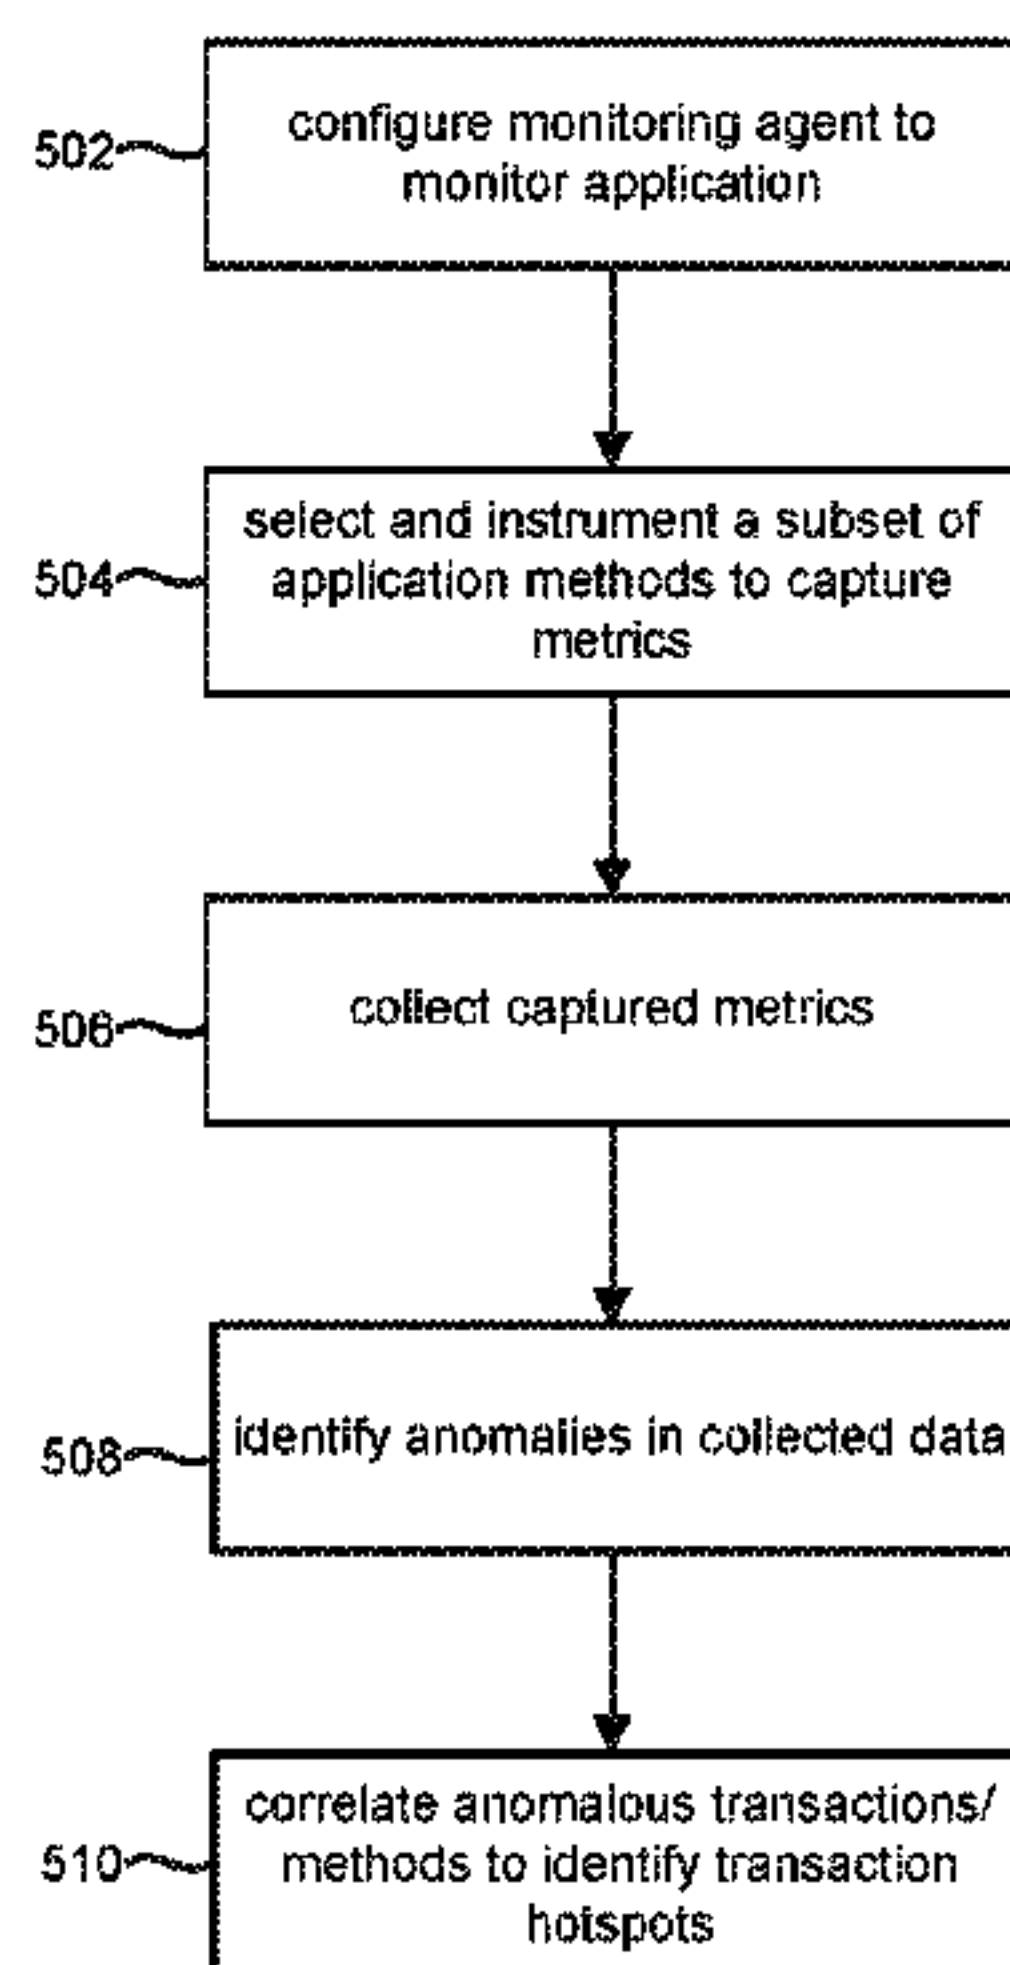 502
configure monitoring agent to
monitor application
504
select and instrument a subset of
application methods to capture
metrics
506
collect captured metrics
508
identify anomalies in collected data
510
correlate anomalous transactions/
methods to identify transaction
hotspots